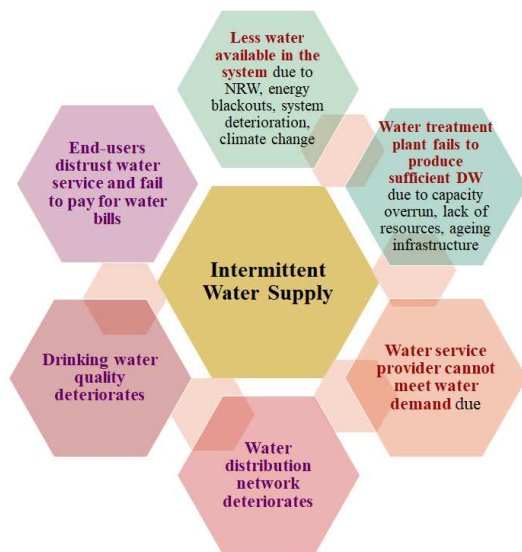 Less water
available in the
system due to
NRW, energy
blackouts, system
deterioration,
climate change
Water treatment
plant fails to
produce
sufficient DW
due to capacity
overrun, lack of
resources, ageing
infrastructure
Water service
provider cannot
meet water
demand due
Water
distribution
network
deteriorates
Drinking water
quality
deteriorates
End-users
distrust water
service and fail
to pay for water
bills
Intermittent
Water Supply